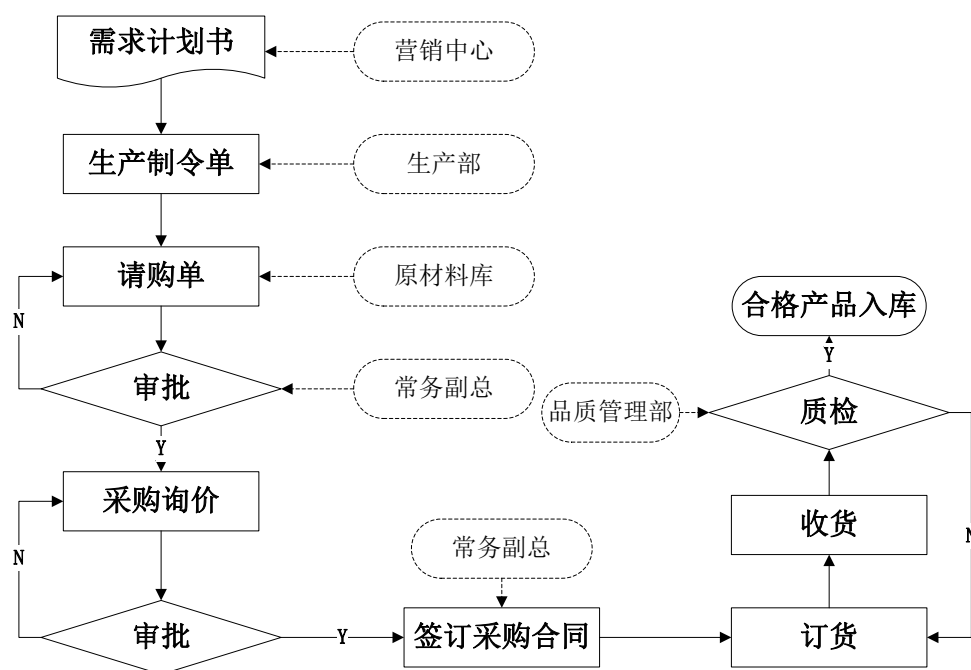 需求计划书
营销中心
生产制令单
生产部
请购单
原材料库
N
审批
常务副总
Y
采购询价
N
审批
Y
常务副总
签订采购合同
订货
收货
N
品质管理部
质检
Y
合格产品入库